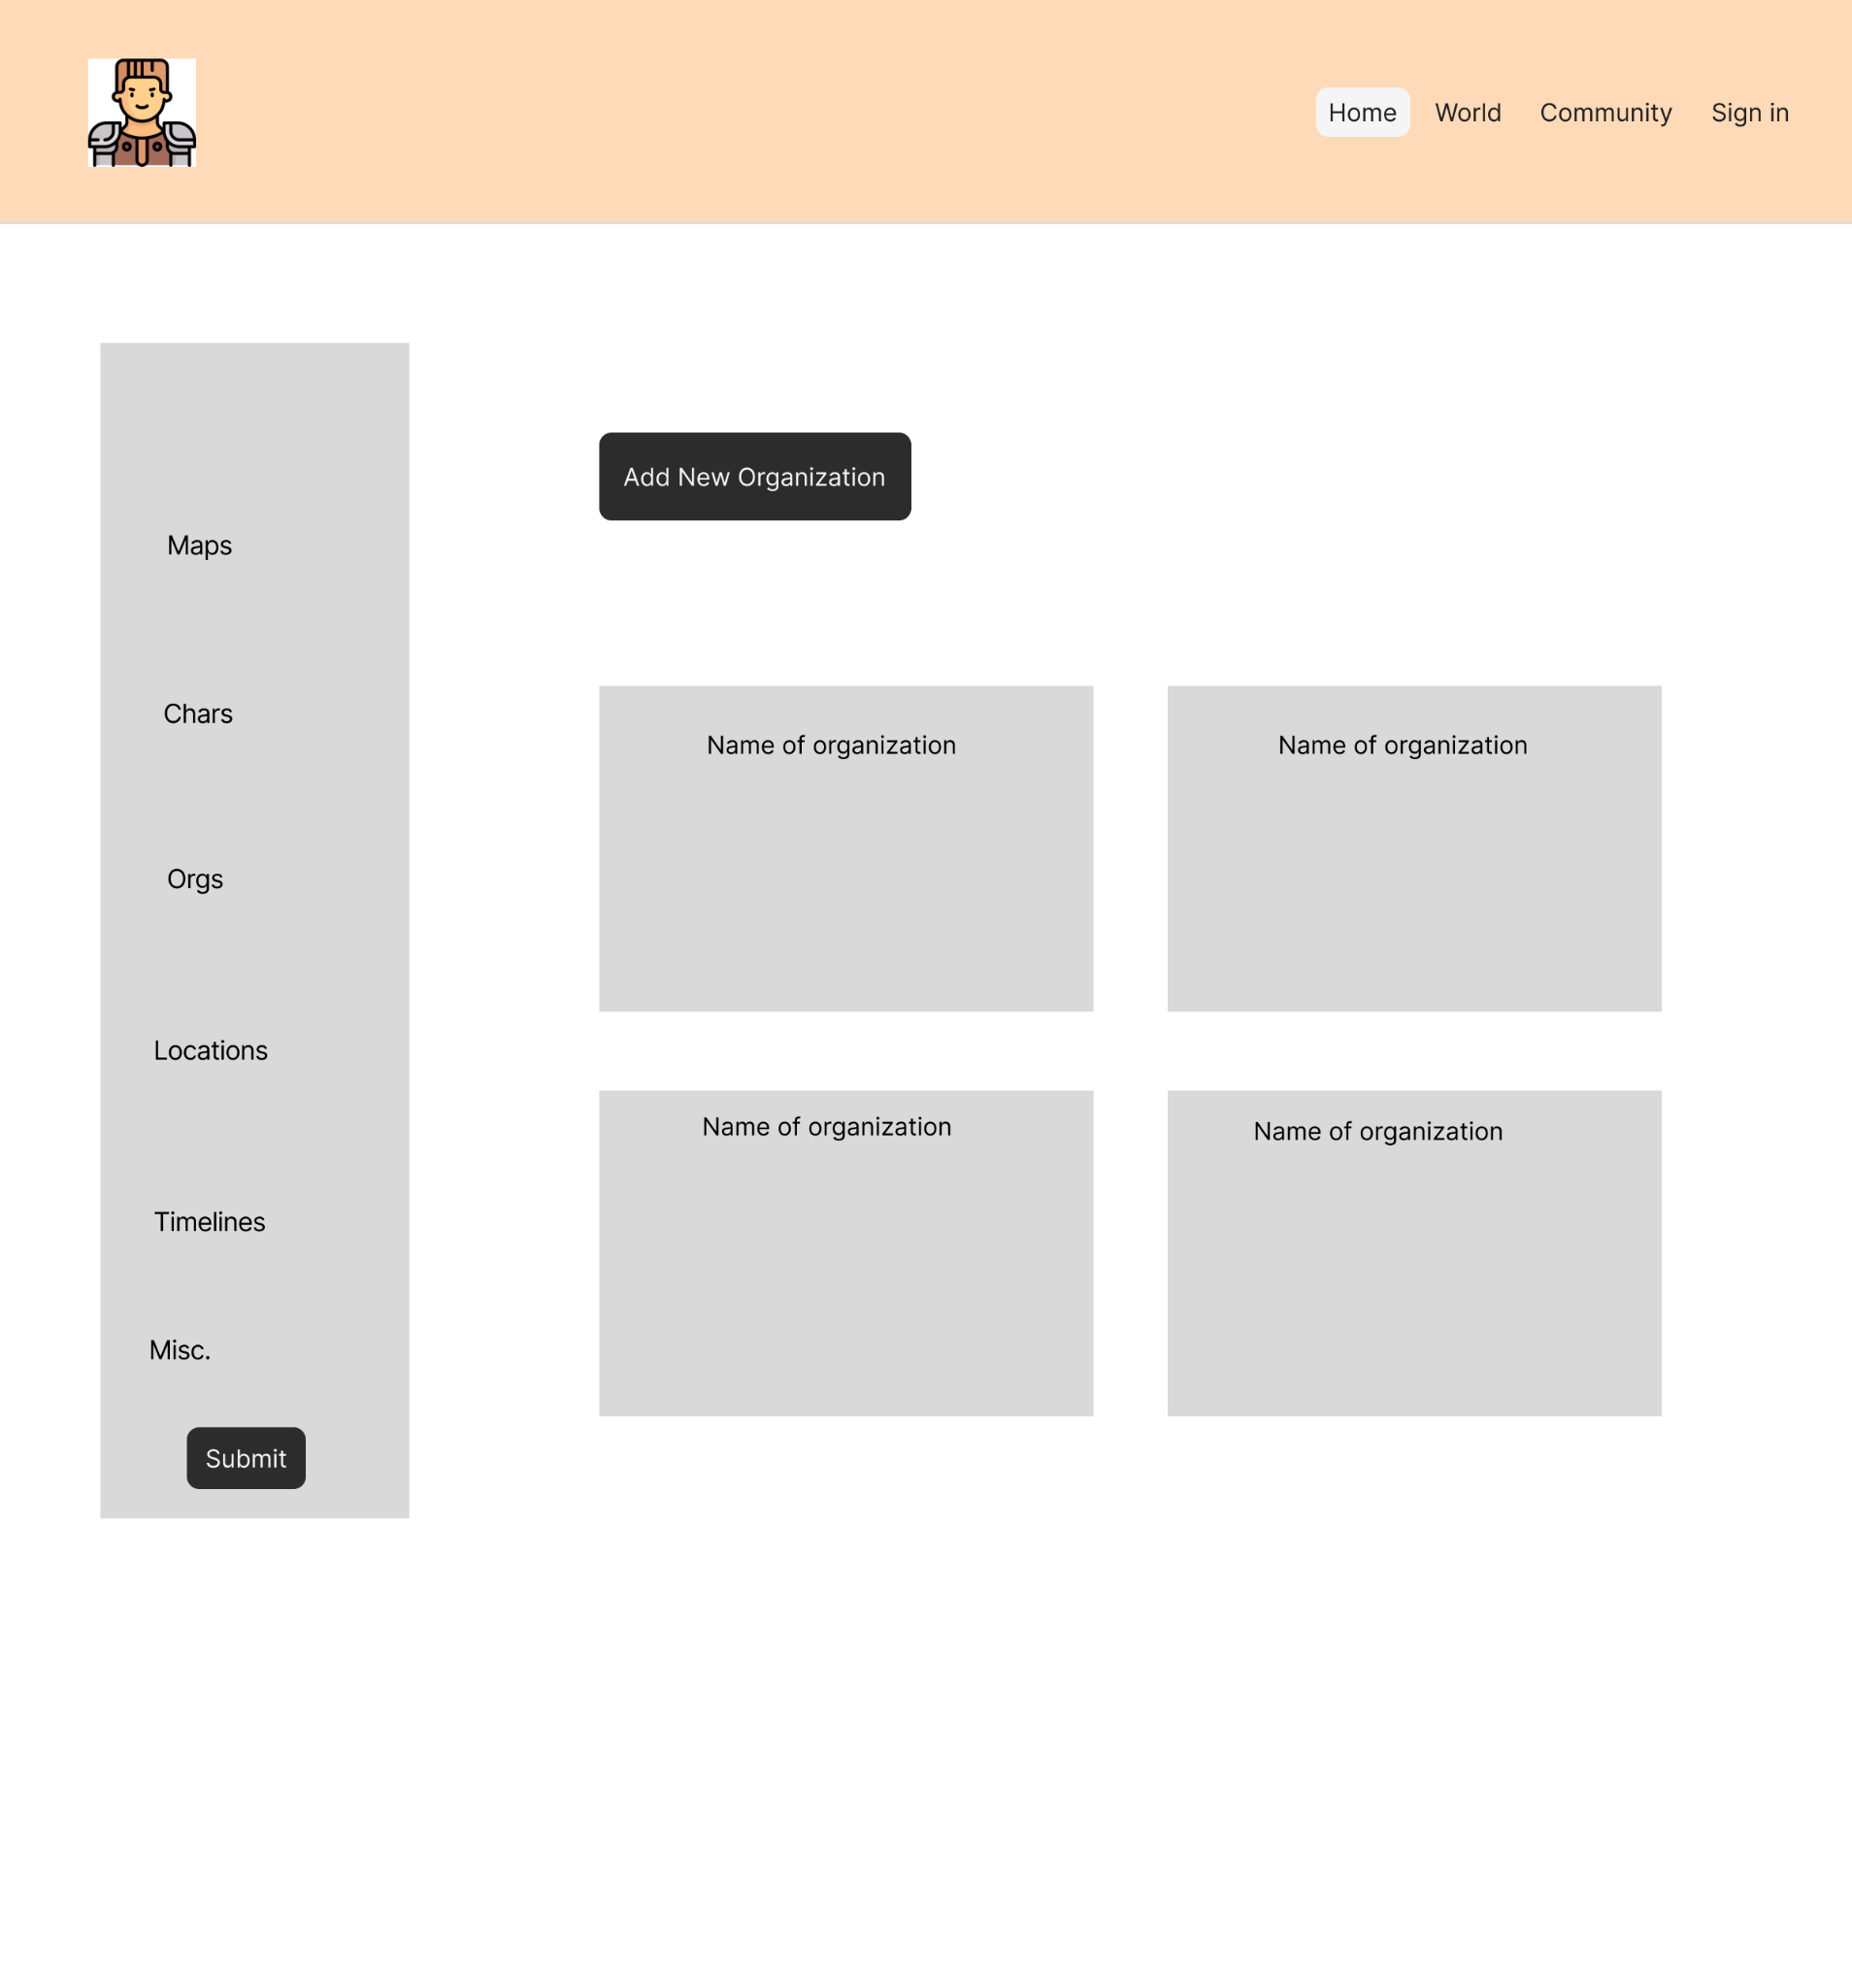 Home
World
Community
Sign in
Add New Organization
Maps
Chars
Orgs
Locations
Timelines
Misc.
Submit
Name of organization
Name of organization
Name of organization
Name of organization